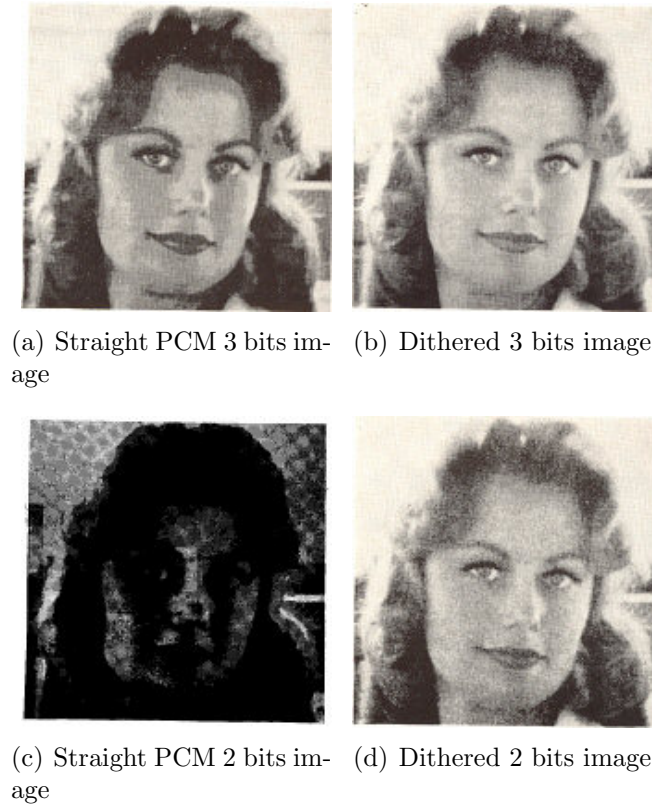 (a) Straight PCM 3 bits im-
age
(b) Dithered 3 bits image
(c) Straight PCM 2 bits im-
age
(d) Dithered 2 bits image